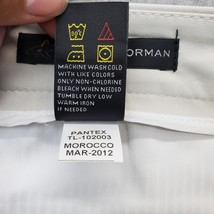 ORMAN
MACHINE WASH COLD
WITH LIKE COLORS
ONLY NON-CHLORINE
BLEACH WHEN NEEDED
TUMBLE DRY LOW
WARM IRON
IF NEEDED
PANTEX
TL-102003
MOROCCO
MAR-2012